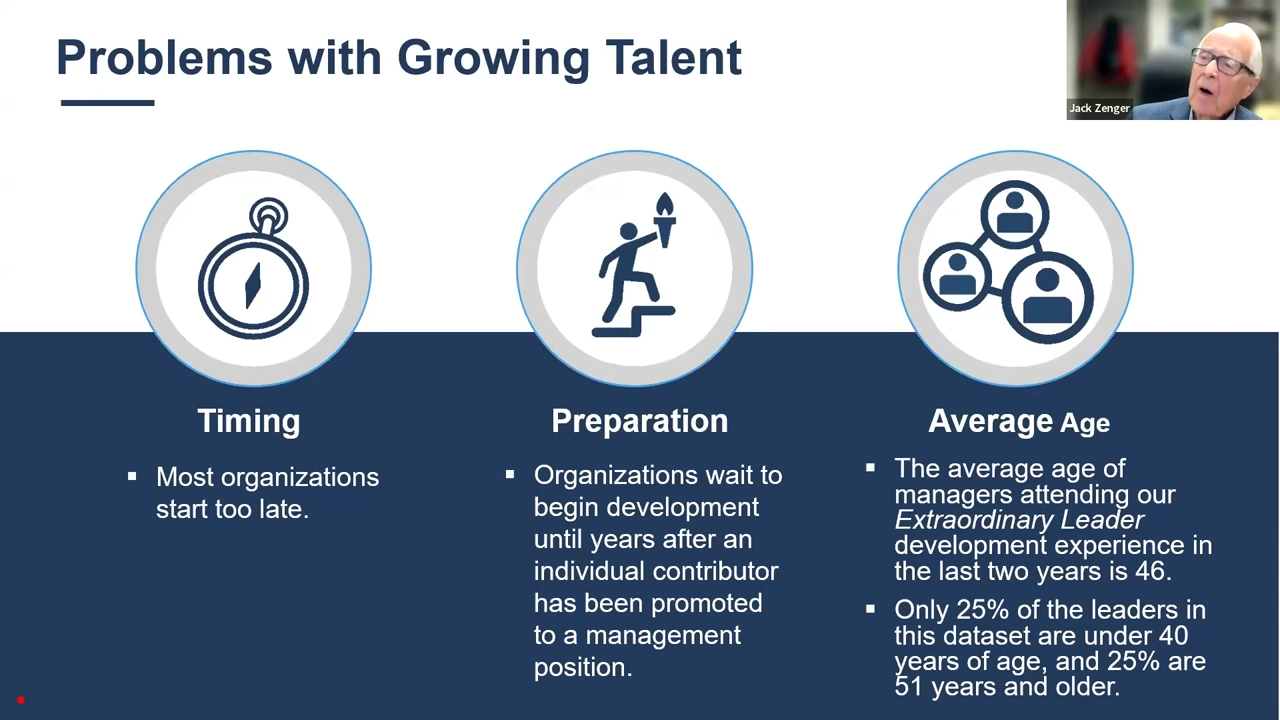 Problems with Growing Talent
Jack Zenger
Timing
▪ Most organizations
start too late.
Preparation
▪ Organizations wait to
begin development
until years after an
individual contributor
has been promoted
to a management
position.
Average Age
▪ The average age of
managers attending our
Extraordinary Leader
development experience in
the last two years is 46.
▪ Only 25% of the leaders in
this dataset are under 40
years of age, and 25% are
51 years and older.